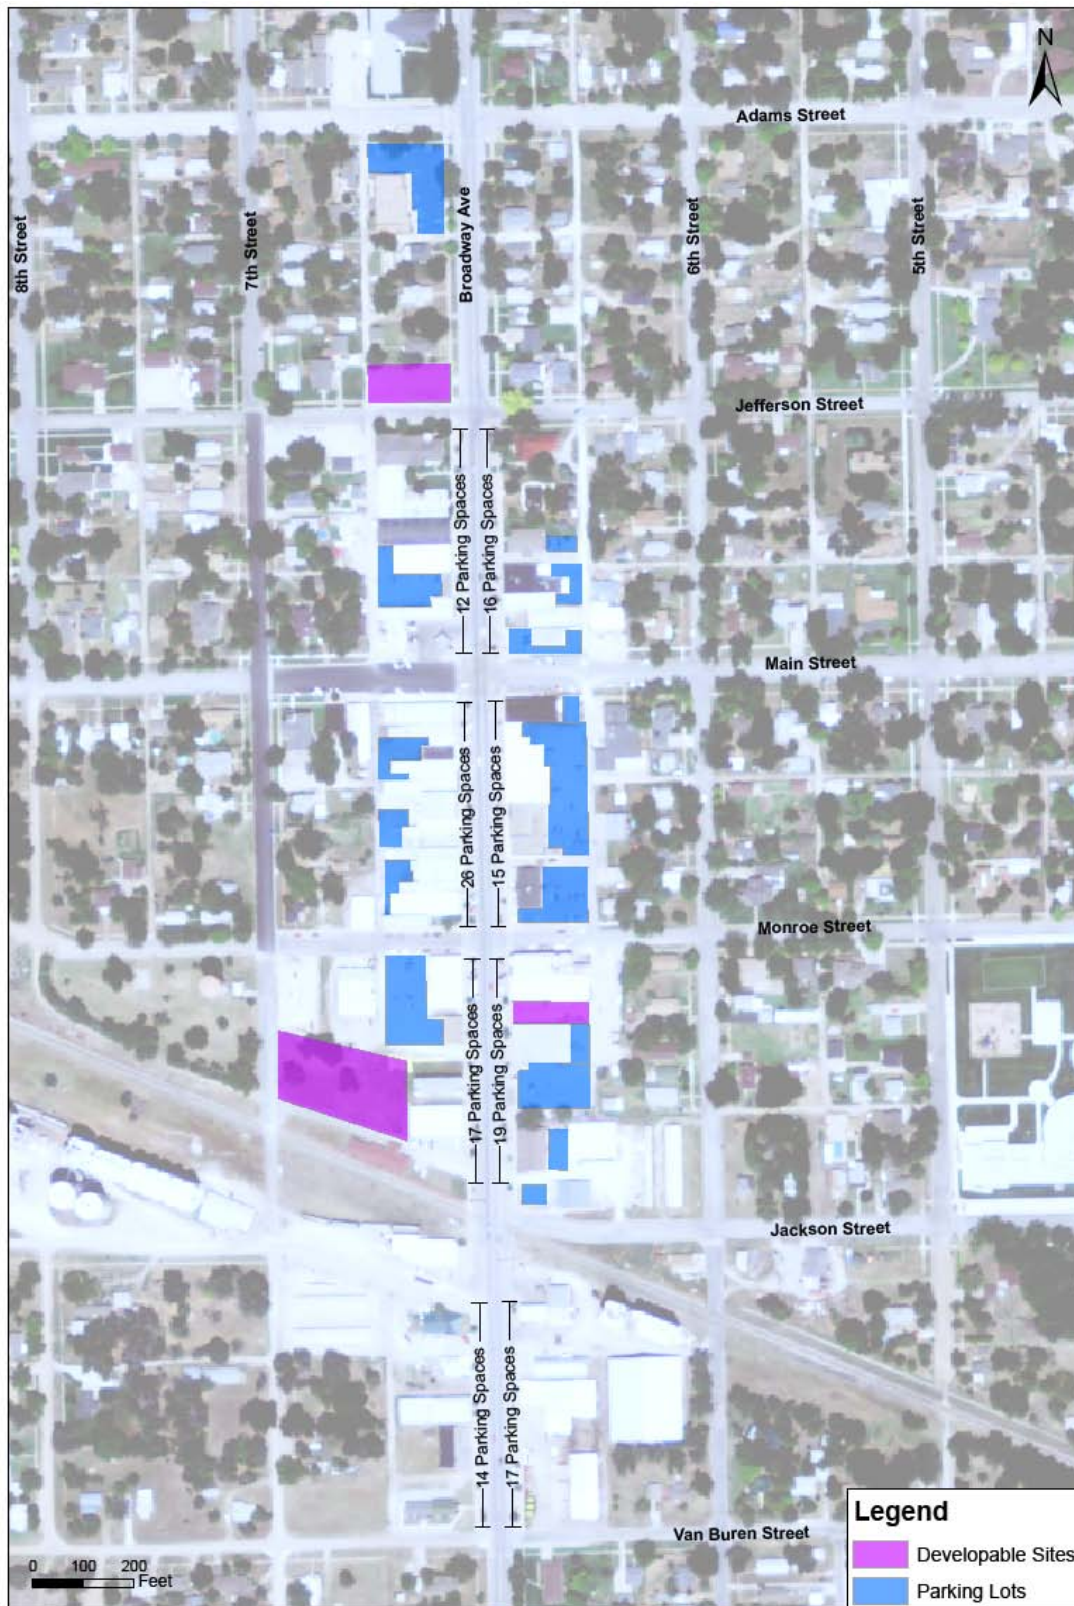 N
Adams Street
8th Street
7th Street
Broadway Ave
6th Street
5th Street
Jefferson Street
12 Parking Spaces
16 Parking Spaces
Main Street
26 Parking Spaces
15 Parking Spaces
Monroe Street
17 Parking Spaces
19 Parking Spaces
Jackson Street
14 Parking Spaces
17 Parking Spaces
Van Buren Street
Legend
Developable Sites
Parking Lots
0 100 200
Feet